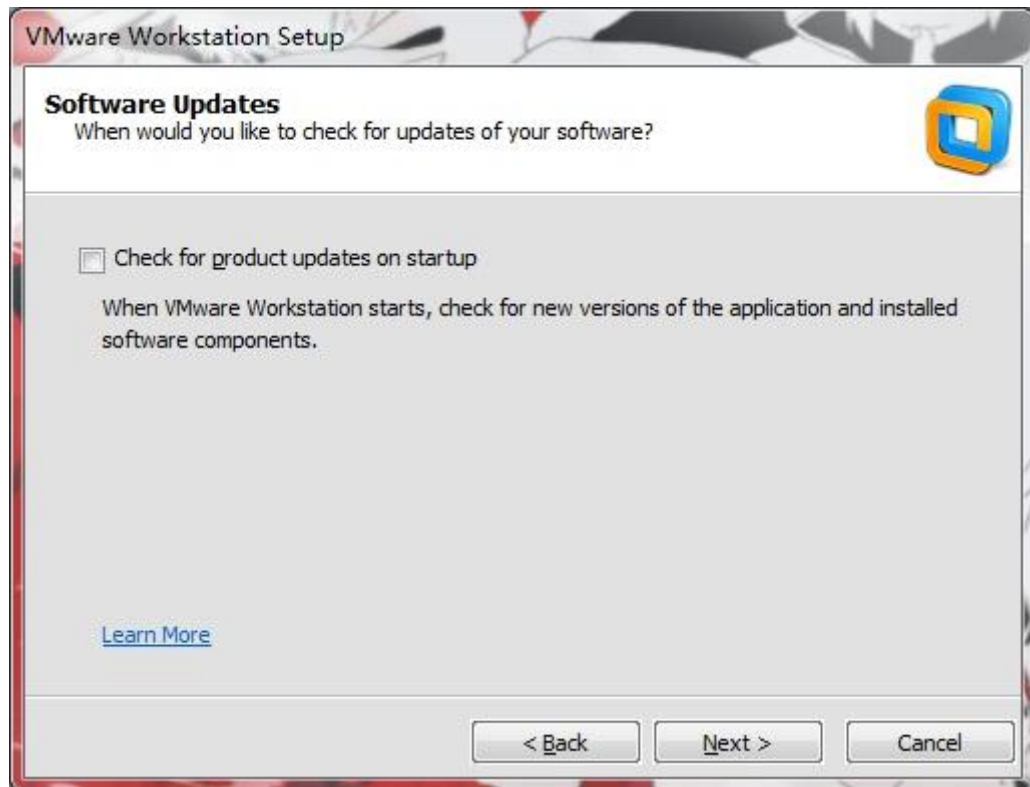 VMware Workstation Setup
Software Updates
When would you like to check for updates of your software?
Check for product updates on startup
When VMware Workstation starts, check for new versions of the application and installed
software components.
Learn More
< Back
Next >
Cancel